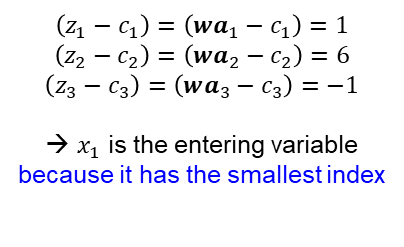 (z₁ − c₁) = (wa₁ − c₁) = 1
(z₂ − c₂) = (wa₂ − c₂) = 6
(z₃ − c₃) = (wa₃ − c₃) = −1
→ x₁ is the entering variable
because it has the smallest index